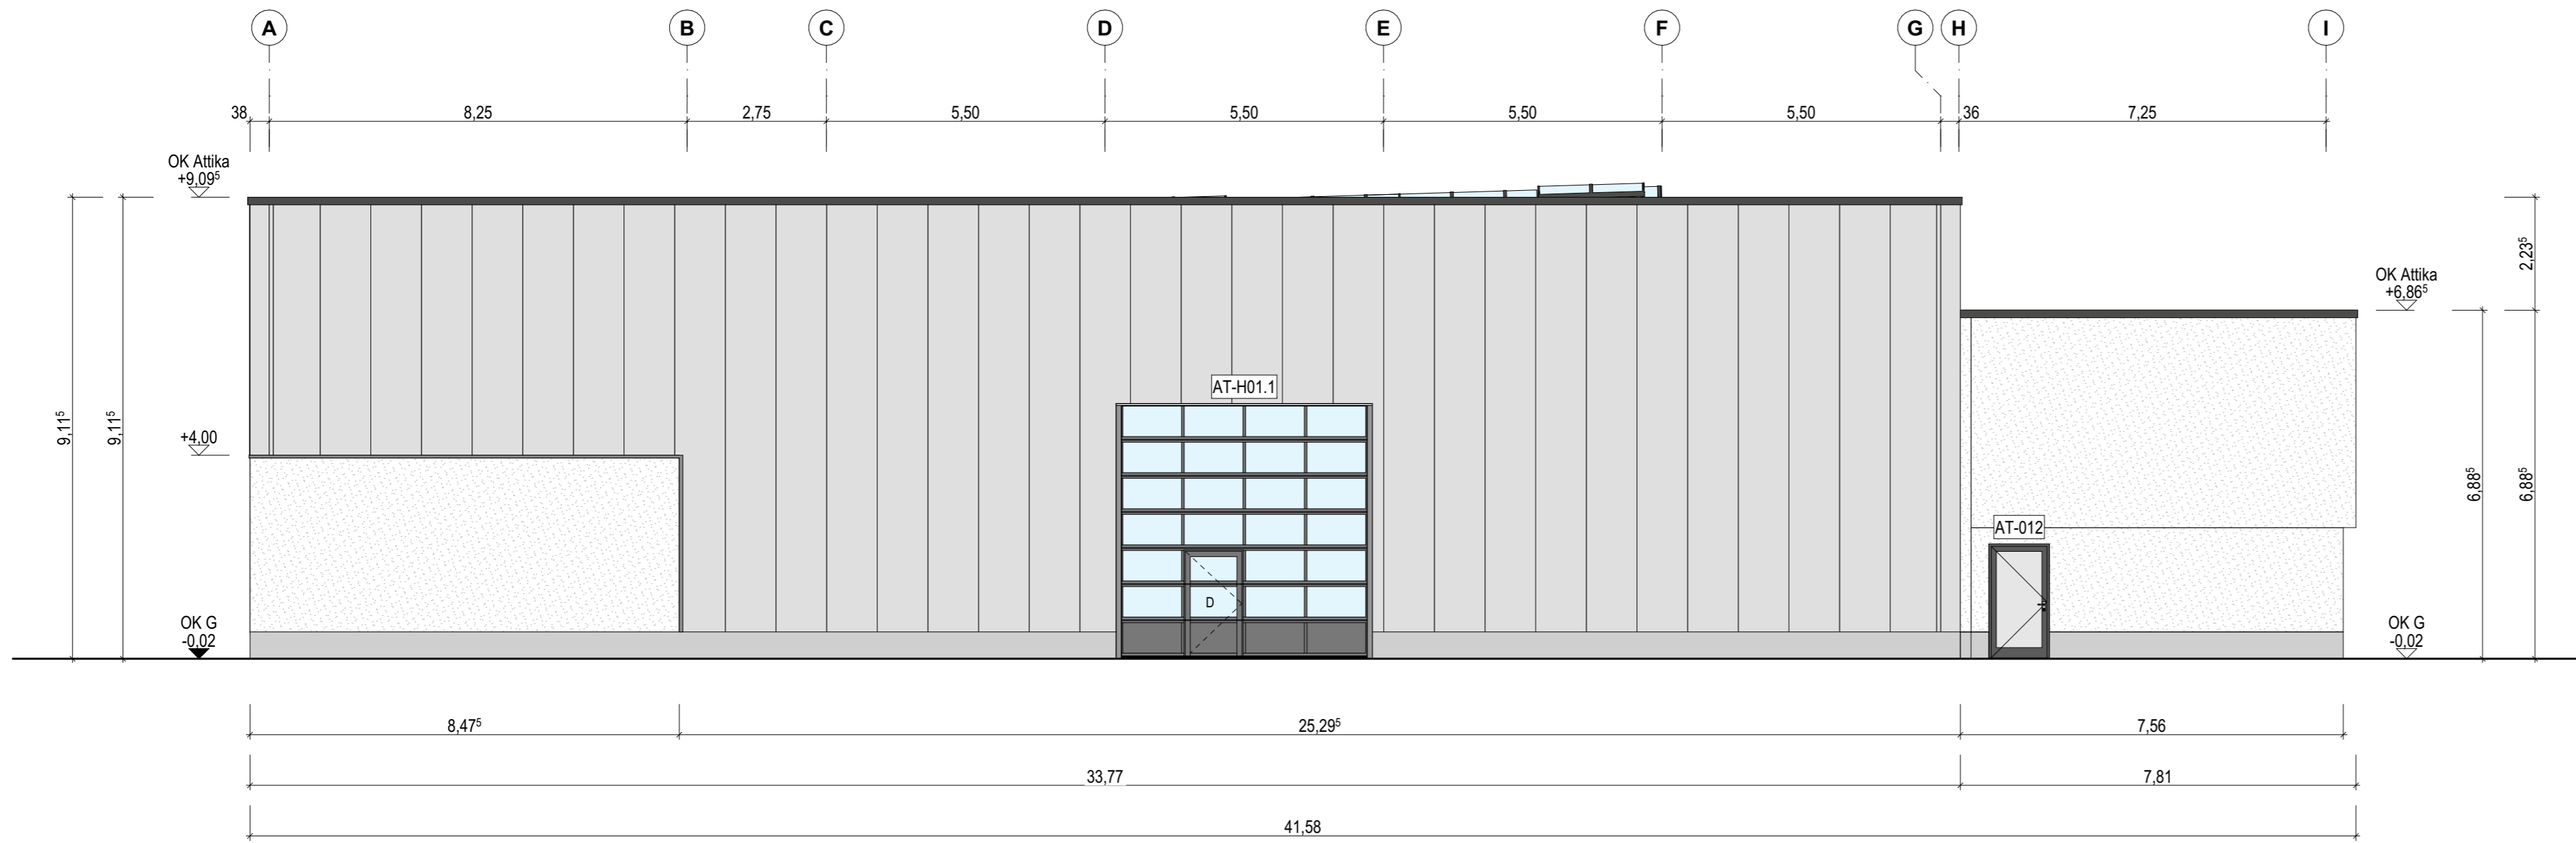 A
B
C
D
E
F
G
H
I
38
8,25
2,75
5,50
5,50
5,50
5,50
36
7,25
OK Attika
+9,09⁵
OK Attika
+6,86⁵
2,23⁵
9,11⁵
9,11⁵
+4,00
AT-H01.1
6,88⁵
6,88⁵
AT-012
D
OK G
-0,02
OK G
-0,02
8,47⁵
25,29⁵
7,56
33,77
7,81
41,58